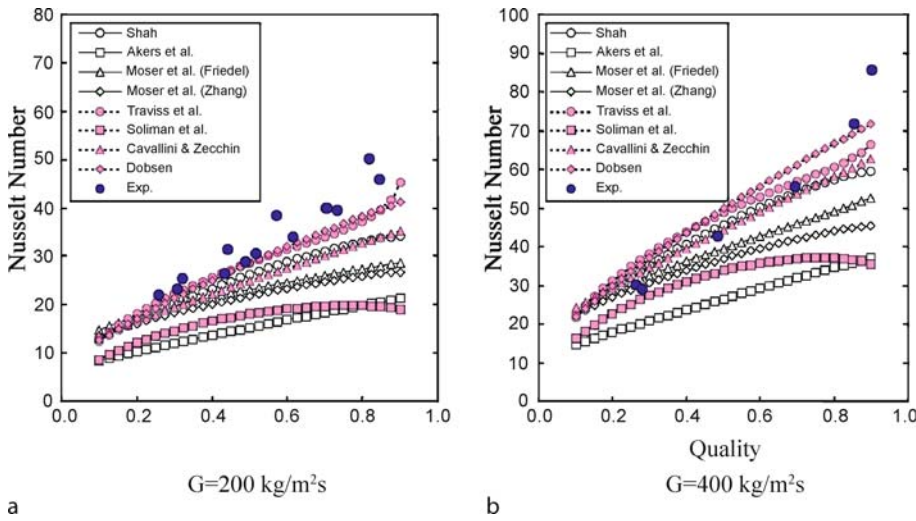 Nusselt Number
80
70
60
50
40
30
20
10
0
0.0 0.2 0.4 0.6 0.8 1.0
Shah
Akers et al.
Moser et al. (Friedel)
Moser et al. (Zhang)
Traviss et al.
Soliman et al.
Cavallini & Zecchin
Dobsen
Exp.
G=200 kg/m²s
a
Nusselt Number
100
90
80
70
60
50
40
30
20
10
0
0.0 0.2 0.4 0.6 0.8 1.0
Shah
Akers et al.
Moser et al. (Friedel)
Moser et al. (Zhang)
Traviss et al.
Soliman et al.
Cavallini & Zecchin
Dobsen
Exp.
Quality
G=400 kg/m²s
b